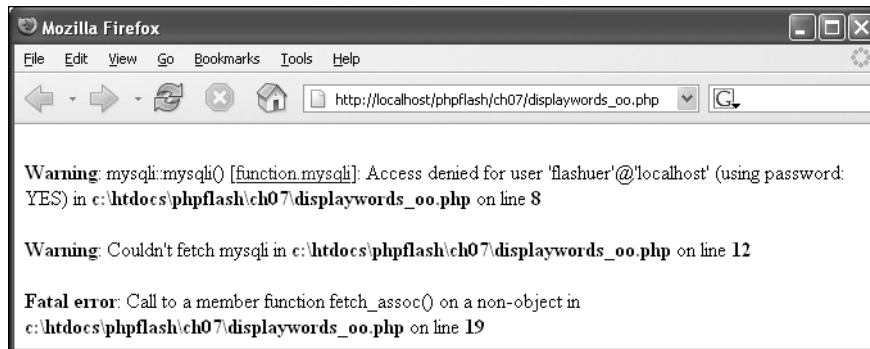 Mozilla Firefox
File Edit View Go Bookmarks Tools Help
http://localhost/phpflash/ch07/displaywords_oo.php G
Warning: mysqli::mysqli() [function.mysqli]: Access denied for user 'flashuer'@'localhost' (using password:
YES) in c:\htdocs\phpflash\ch07\displaywords_oo.php on line 8
Warning: Couldn't fetch mysqli in c:\htdocs\phpflash\ch07\displaywords_oo.php on line 12
Fatal error: Call to a member function fetch_assoc() on a non-object in
c:\htdocs\phpflash\ch07\displaywords_oo.php on line 19